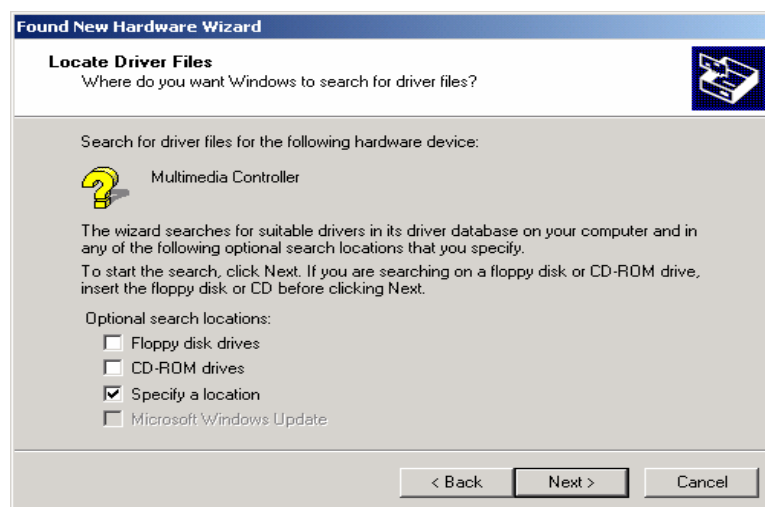 Found New Hardware Wizard
Locate Driver Files
Where do you want Windows to search for driver files?
Search for driver files for the following hardware device:
Multimedia Controller
The wizard searches for suitable drivers in its driver database on your computer and in
any of the following optional search locations that you specify.
To start the search, click Next. If you are searching on a floppy disk or CD-ROM drive,
insert the floppy disk or CD before clicking Next.
Optional search locations:
Floppy disk drives
CD-ROM drives
Specify a location
Microsoft Windows Update
< Back Next > Cancel